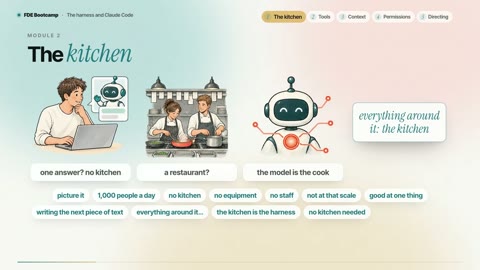 FDE Bootcamp · The harness and Claude Code
1 The kitchen
2 Tools
3 Context
4 Permissions
5 Directing
MODULE 2
The kitchen
everything around
it: the kitchen
one answer? no kitchen
a restaurant?
the model is the cook
picture it
1,000 people a day
no kitchen
no equipment
no staff
not at that scale
good at one thing
writing the next piece of text
everything around it...
the kitchen is the harness
no kitchen needed